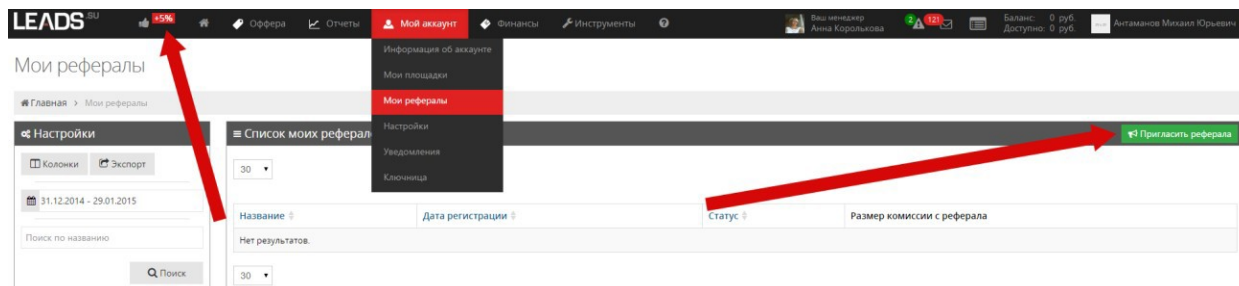 LEADS.SU +5% Оффера Отчеты Мой аккаунт Финансы Инструменты Ваш менеджер 2 121 Баланс: 0 руб. Антаманов Михаил Юрьевич
Анна Королькова Доступно: 0 руб.
Информация об аккаунте
Мои площадки
Мои рефералы
Настройки
Уведомления
Ключница
Мои рефералы
Главная > Мои рефералы
Настройки
Колонки Экспорт
31.12.2014 - 29.01.2015
Поиск по названию
Поиск
Список моих реферал
Пригласить реферала
30
Название Дата регистрации Статус Размер комиссии с реферала
Нет результатов.
30